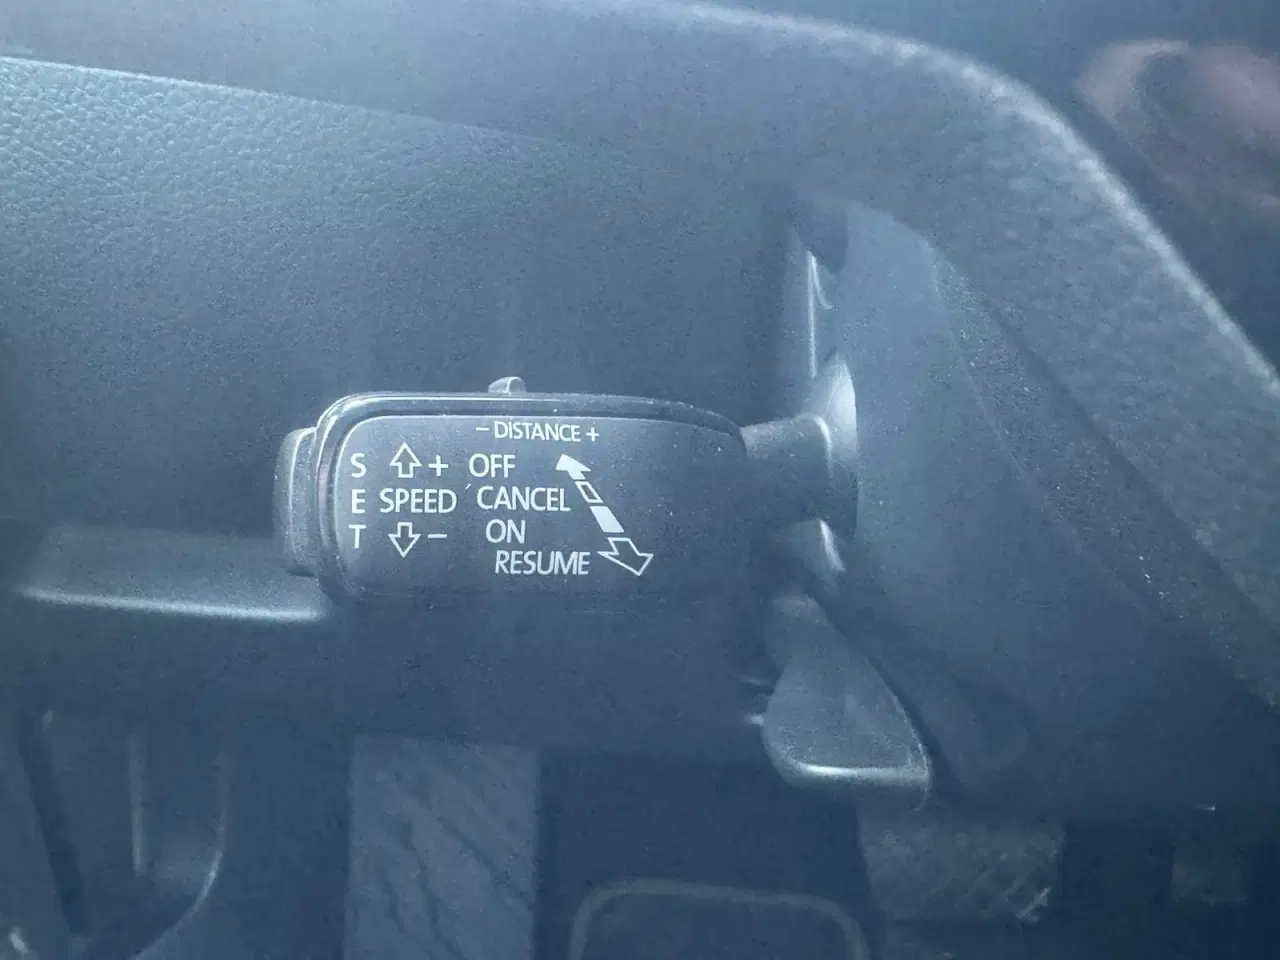 − DISTANCE +
S + OFF
E SPEED CANCEL
T − ON
RESUME